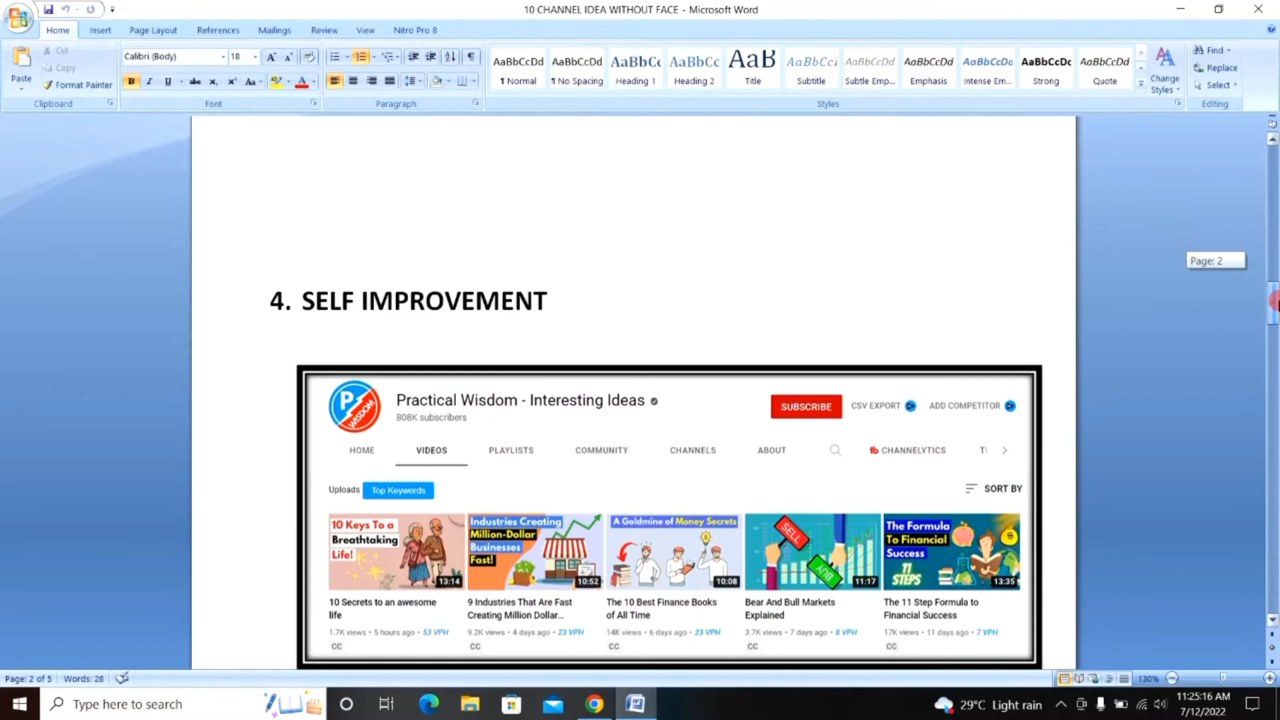 10 CHANNEL IDEA WITHOUT FACE - Microsoft Word
Home Insert Page Layout References Mailings Review View Nitro Pro 8
Paste
Cut
Copy
Format Painter
Clipboard
Calibri (Body) 18
Font
Paragraph
AaBbCcDd AaBbCcDd AaBbC AaBbCc AaB AaBbCcL AaBbCcDd AaBbCcDd AaBbCcDd AaBbCcDc AaBbCcDd
¶ Normal ¶ No Spacing Heading 1 Heading 2 Title Subtitle Subtle Emp... Emphasis Intense Em... Strong Quote
Styles
Change Styles
Find
Replace
Select
Editing
Page: 2
4. SELF IMPROVEMENT
P WISDOM
Practical Wisdom - Interesting Ideas
808K subscribers
SUBSCRIBE CSV EXPORT ADD COMPETITOR
HOME VIDEOS PLAYLISTS COMMUNITY CHANNELS ABOUT CHANNELYTICS
Uploads Top Keywords SORT BY
10 Keys To a
Breathtaking
Life!
13:14
Industries Creating
Million-Dollar
Businesses
Fast!
10:52
A Goldmine of Money Secrets
10:08
SELL
BUY
11:17
The Formula
To Financial
Success
11
STEPS
13:35
10 Secrets to an awesome
life
1.7K views • 5 hours ago • 53 VPH
CC
9 Industries That Are Fast
Creating Million Dollar...
9.2K views • 4 days ago • 23 VPH
CC
The 10 Best Finance Books
of All Time
14K views • 6 days ago • 23 VPH
CC
Bear And Bull Markets
Explained
3.7K views • 7 days ago • 8 VPH
CC
The 11 Step Formula to
Financial Success
17K views • 11 days ago • 7 VPH
CC
Page: 2 of 5 Words: 28 130%
Type here to search
29°C Light rain
11:25:16 AM
7/12/2022